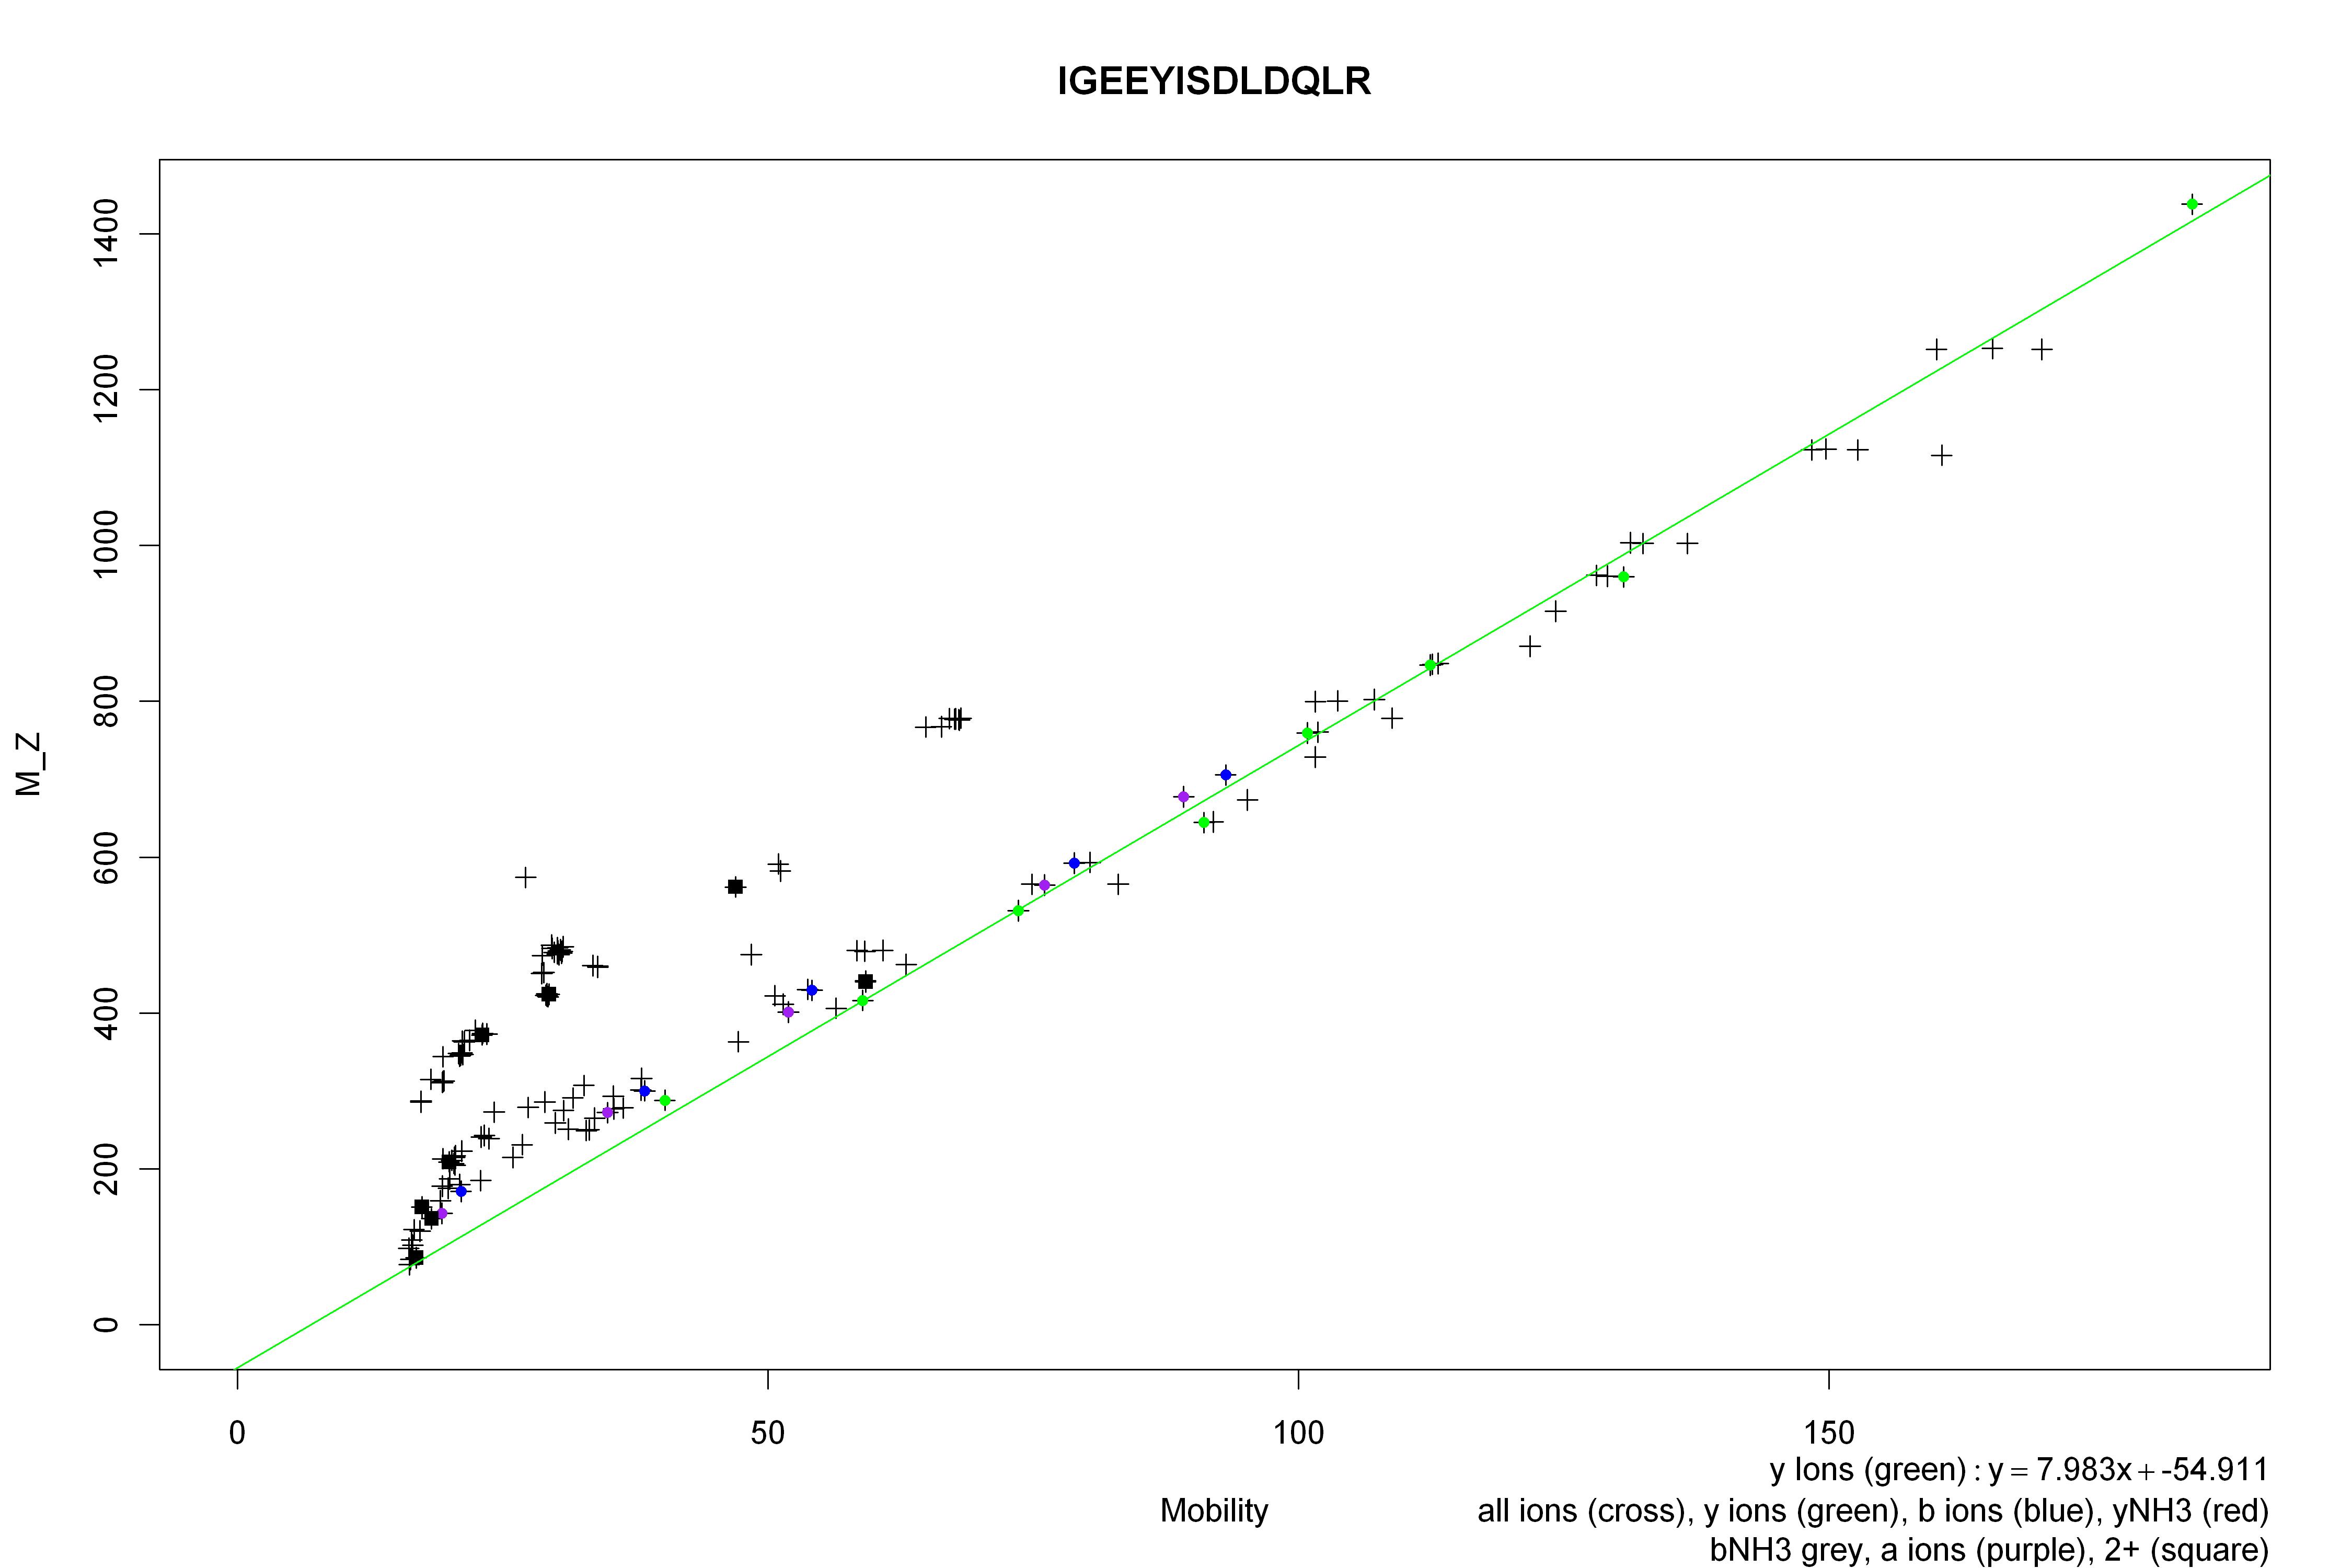 IGEEYISDLDQLR
1400
1200
1000
800
600
400
200
0
M_Z
0 50 100 150
y Ions (green) : y = 7.983x + -54.911
Mobility
all ions (cross), y ions (green), b ions (blue), yNH3 (red)
bNH3 grey, a ions (purple), 2+ (square)